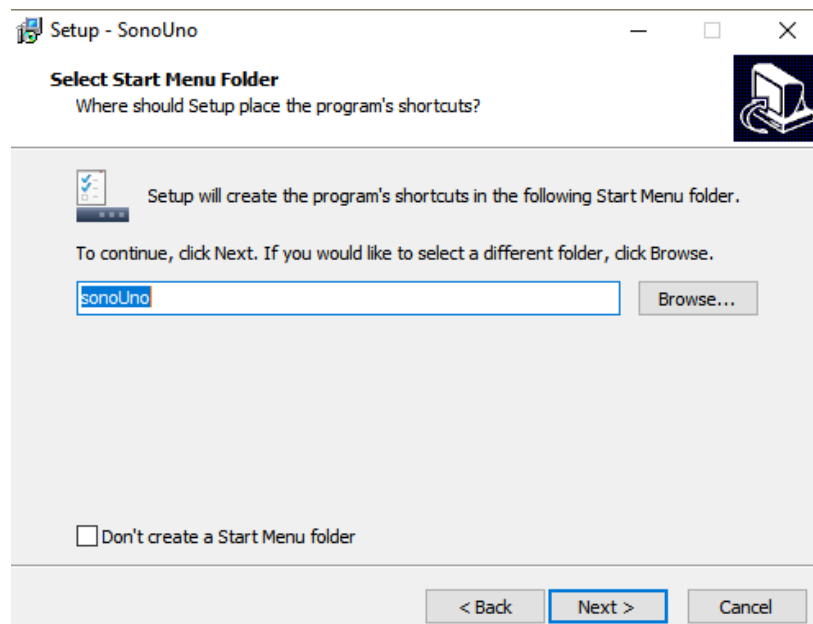 Setup - SonoUno
Select Start Menu Folder
Where should Setup place the program's shortcuts?
Setup will create the program's shortcuts in the following Start Menu folder.
To continue, click Next. If you would like to select a different folder, click Browse.
sonoUno
Browse...
Don't create a Start Menu folder
< Back
Next >
Cancel